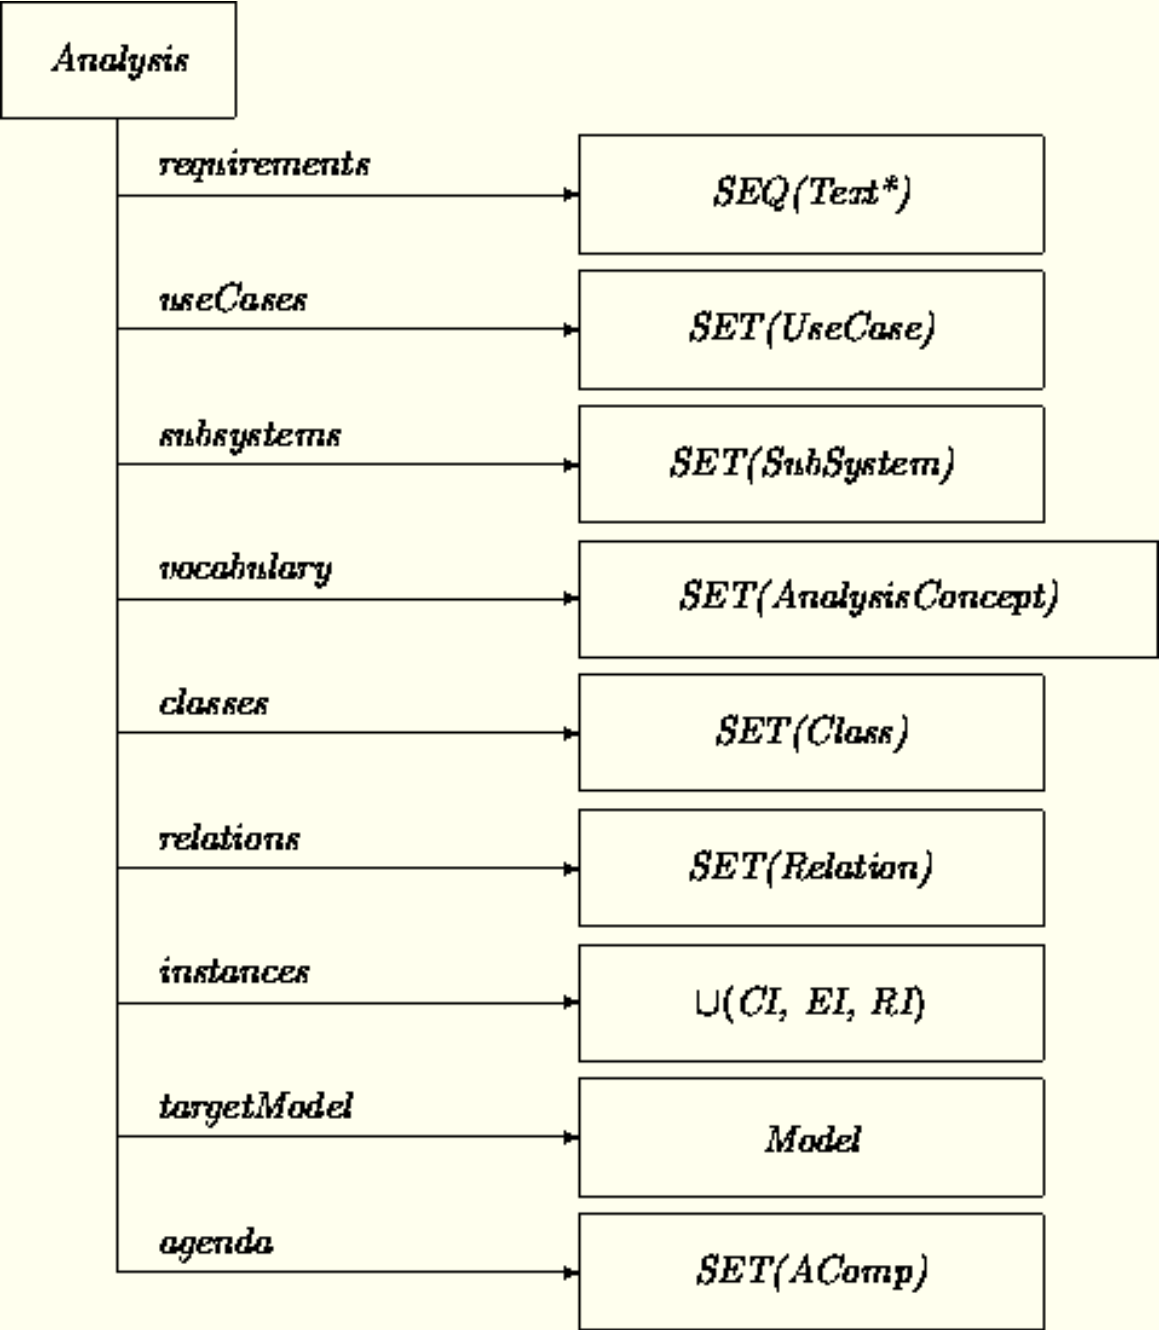 Analysis
requirements
SEQ(Text*)
useCases
SET(UseCase)
subsystems
SET(SubSystem)
vocabulary
SET(AnalysisConcept)
classes
SET(Class)
relations
SET(Relation)
instances
∪(CI, EI, RI)
targetModel
Model
agenda
SET(AComp)